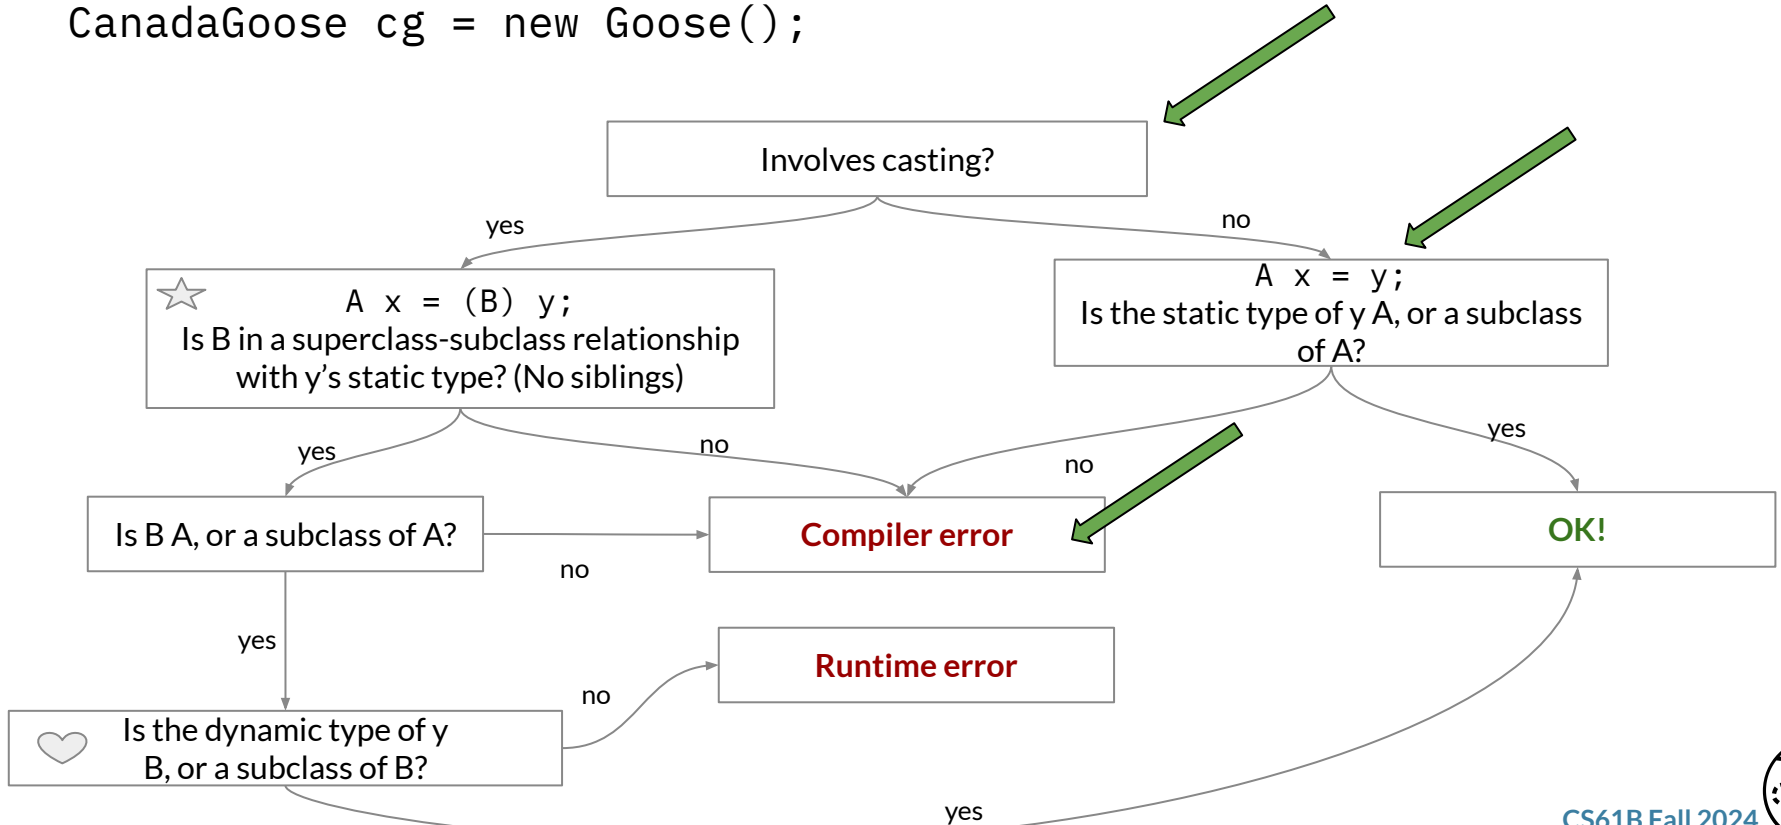 CanadaGoose cg = new Goose();
Involves casting?
yes
no
A x = (B) y;
Is B in a superclass-subclass relationship
with y’s static type? (No siblings)
A x = y;
Is the static type of y A, or a subclass
of A?
yes
no
no
yes
Is B A, or a subclass of A?
no
Compiler error
OK!
yes
Runtime error
no
Is the dynamic type of y
B, or a subclass of B?
yes
CS61B Fall 2024